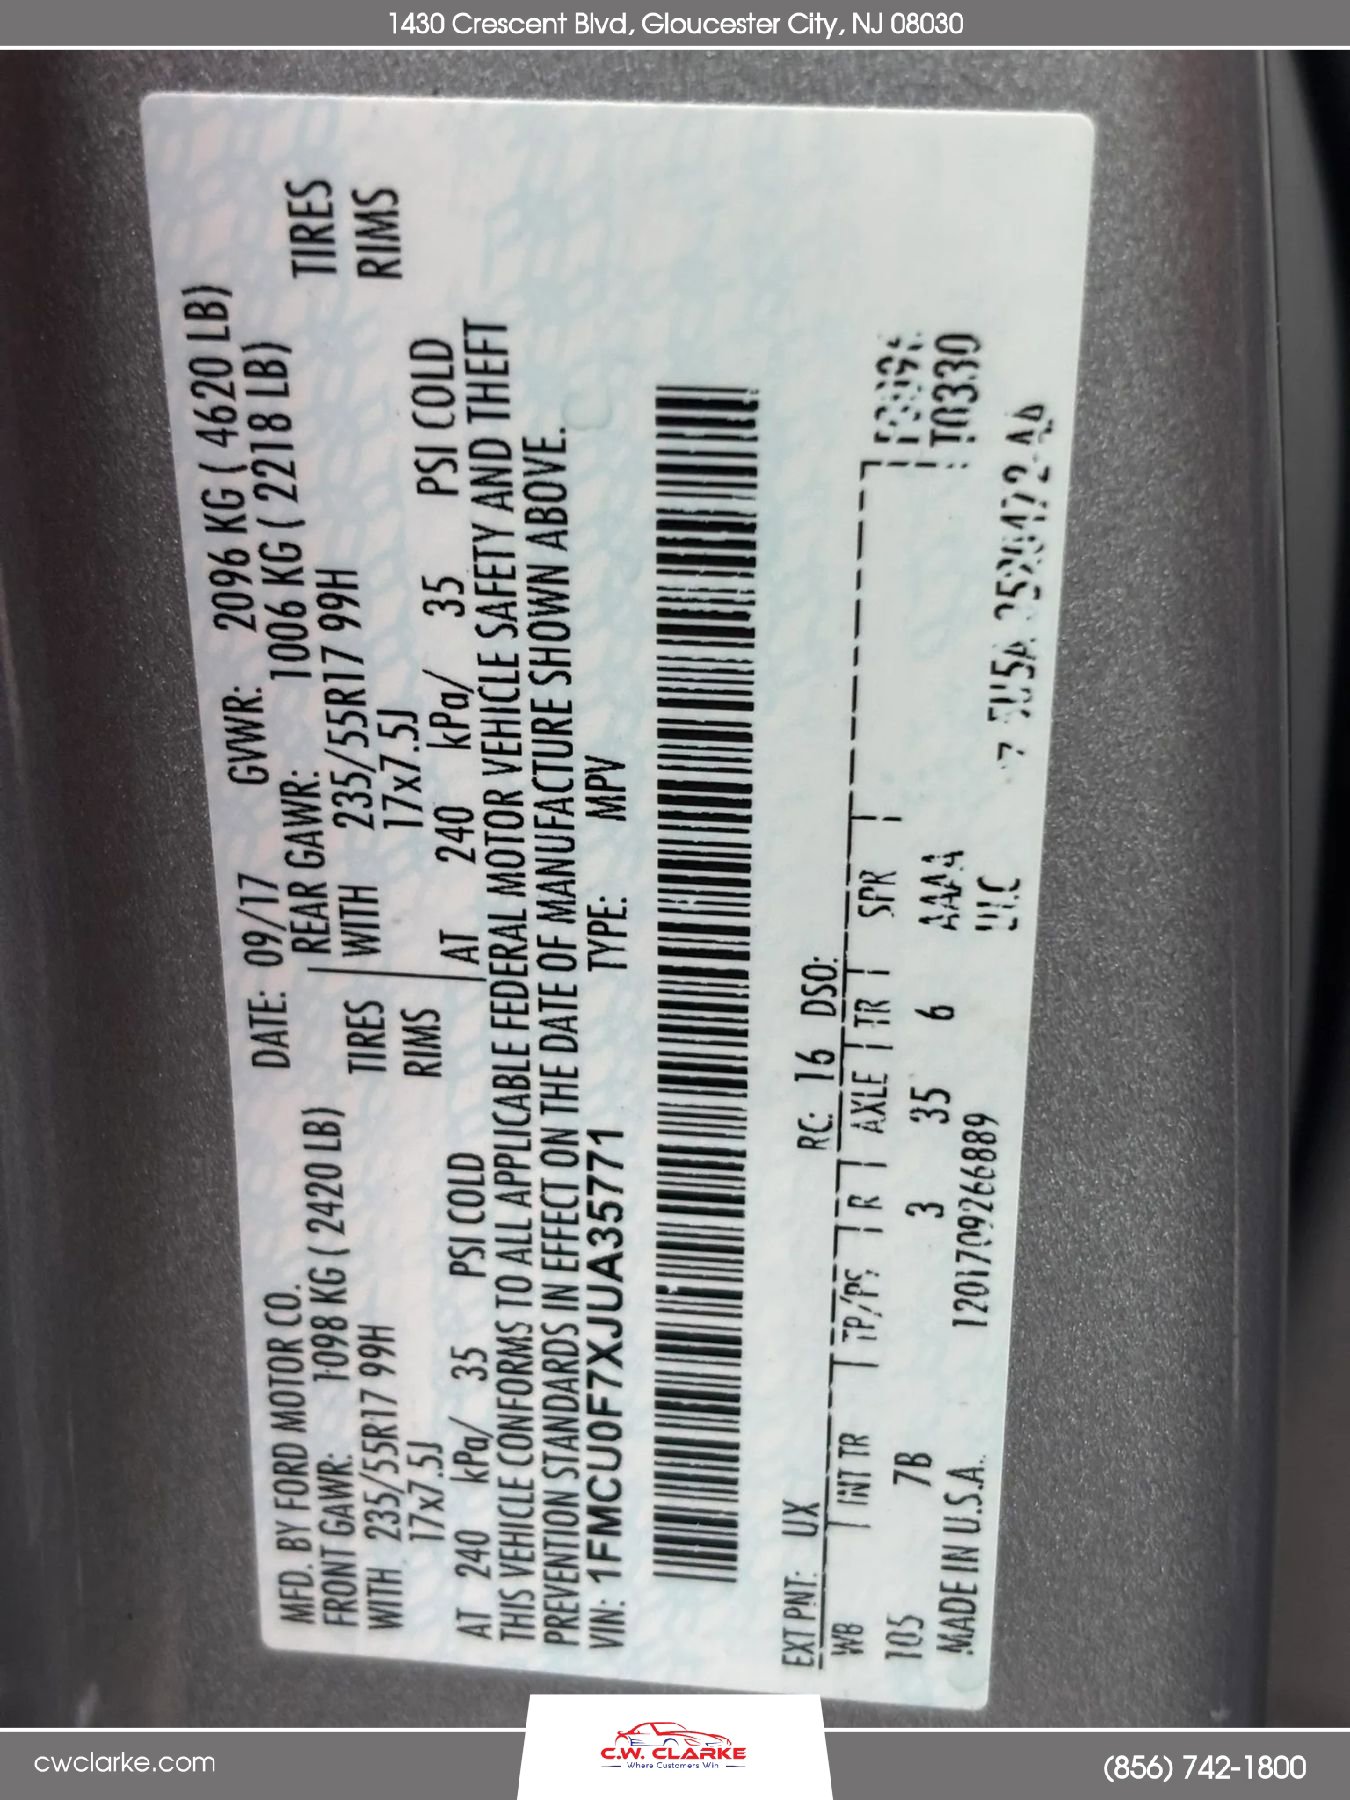 1430 Crescent Blvd, Gloucester City, NJ 08030
MFD. BY FORD MOTOR CO. DATE: 09/17 GVWR: 2096 KG ( 4620 LB)
FRONT GAWR: 1098 KG ( 2420 LB) REAR GAWR: 1006 KG ( 2218 LB)
WITH 235/55R17 99H TIRES WITH 235/55R17 99H TIRES
17x7.5J RIMS 17x7.5J RIMS
AT 240 kPa/ 35 PSI COLD AT 240 kPa/ 35 PSI COLD
THIS VEHICLE CONFORMS TO ALL APPLICABLE FEDERAL MOTOR VEHICLE SAFETY AND THEFT
PREVENTION STANDARDS IN EFFECT ON THE DATE OF MANUFACTURE SHOWN ABOVE.
VIN: 1FMCU0F7XJUA35771 TYPE: MPV
EXT PNT: UX RC: 16 DSO:
WB INT TR TP/PS R AXLE TR SPR
105 7B 3 35 6 AAAA T0330
MADE IN U.S.A. 1201709266889
cwclarke.com
C.W. CLARKE
Where Customers Win
(856) 742-1800